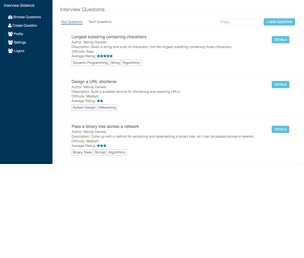 Interview Sidekick
Browse Questions
Create Question
Profile
Settings
Logout
Interview Questions
Your Questions
Team Questions
Filter...
+ NEW QUESTION
Longest substring containing characters
Author: Mandy Daniels
Description: Given a string and a set of characters, find the longest substring containing those characters.
Difficulty: Easy
Average Rating:
Dynamic Programming
Strings
Algorithms
DETAILS
Design a URL shortener
Author: Mandy Daniels
Description: Build a scalable service for shortening and resolving URLs.
Difficulty: Medium
Average Rating:
System Design
Networking
DETAILS
Pass a binary tree across a network
Author: Mandy Daniels
Description: Come up with a method for serializing and deserializing a binary tree, so it can be passed across a network.
Difficulty: Medium
Average Rating:
Binary Trees
Strings
Algorithms
DETAILS